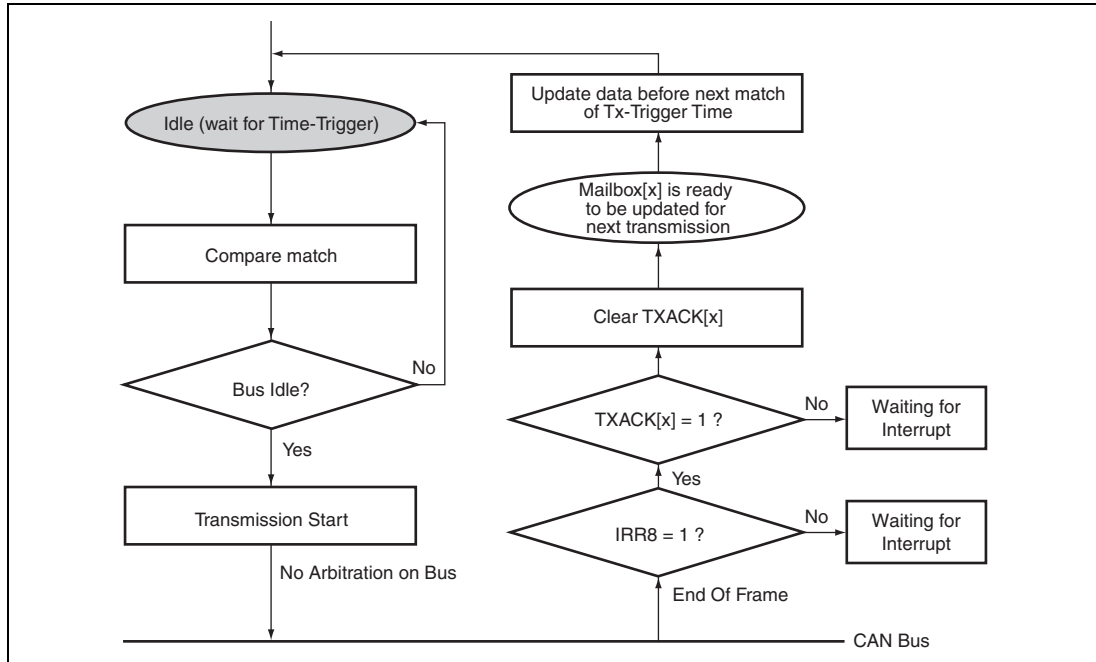 Idle (wait for Time-Trigger)
Compare match
Bus Idle?
No
Yes
Transmission Start
No Arbitration on Bus
Update data before next match
of Tx-Trigger Time
Mailbox[x] is ready
to be updated for
next transmission
Clear TXACK[x]
TXACK[x] = 1 ?
No
Waiting for
Interrupt
Yes
IRR8 = 1 ?
No
Waiting for
Interrupt
End Of Frame
CAN Bus